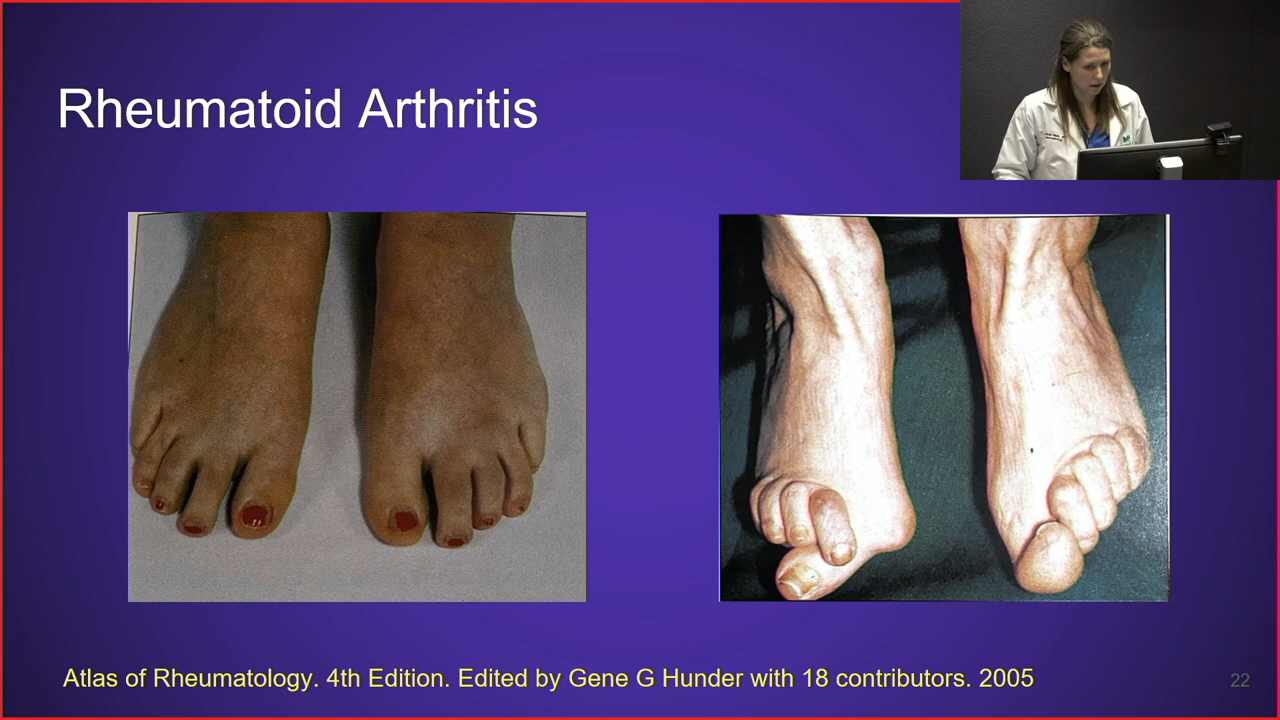 Rheumatoid Arthritis
Atlas of Rheumatology. 4th Edition. Edited by Gene G Hunder with 18 contributors. 2005
22